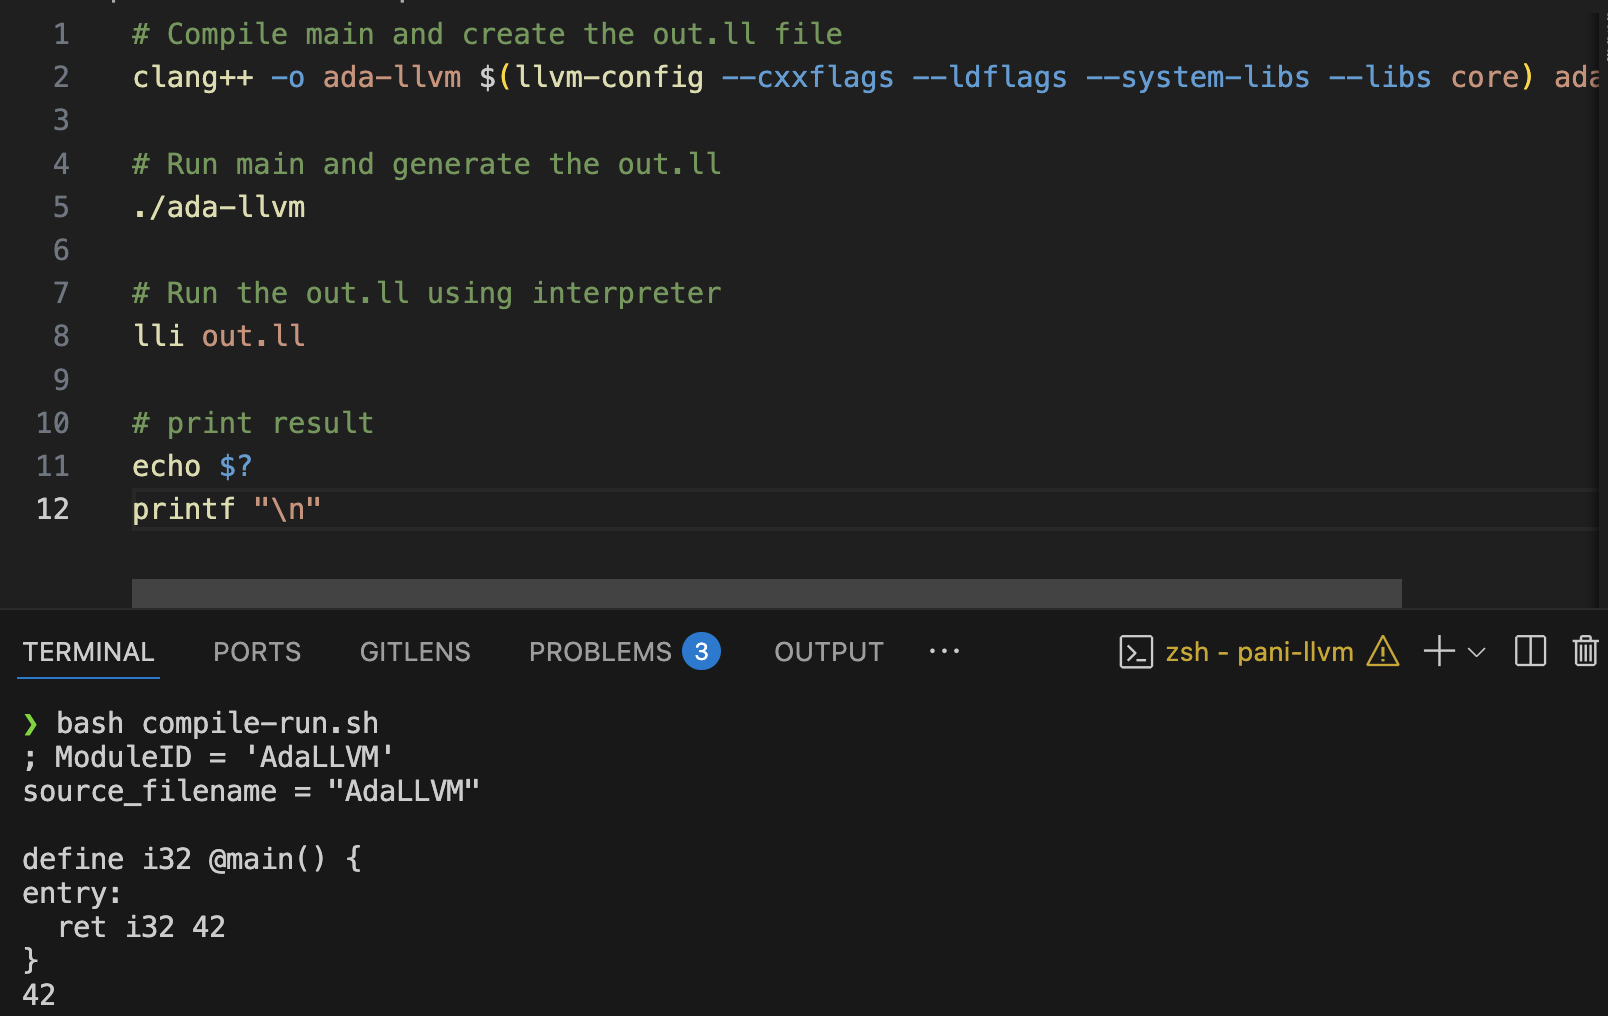 1 # Compile main and create the out.ll file
2 clang++ -o ada-llvm $(llvm-config --cxxflags --ldflags --system-libs --libs core) ada
3
4 # Run main and generate the out.ll
5 ./ada-llvm
6
7 # Run the out.ll using interpreter
8 lli out.ll
9
10 # print result
11 echo $?
12 printf "\n"
TERMINAL PORTS GITLENS PROBLEMS 3 OUTPUT ··· zsh - pani-llvm
❯ bash compile-run.sh
; ModuleID = 'AdaLLVM'
source_filename = "AdaLLVM"
define i32 @main() {
entry:
  ret i32 42
}
42